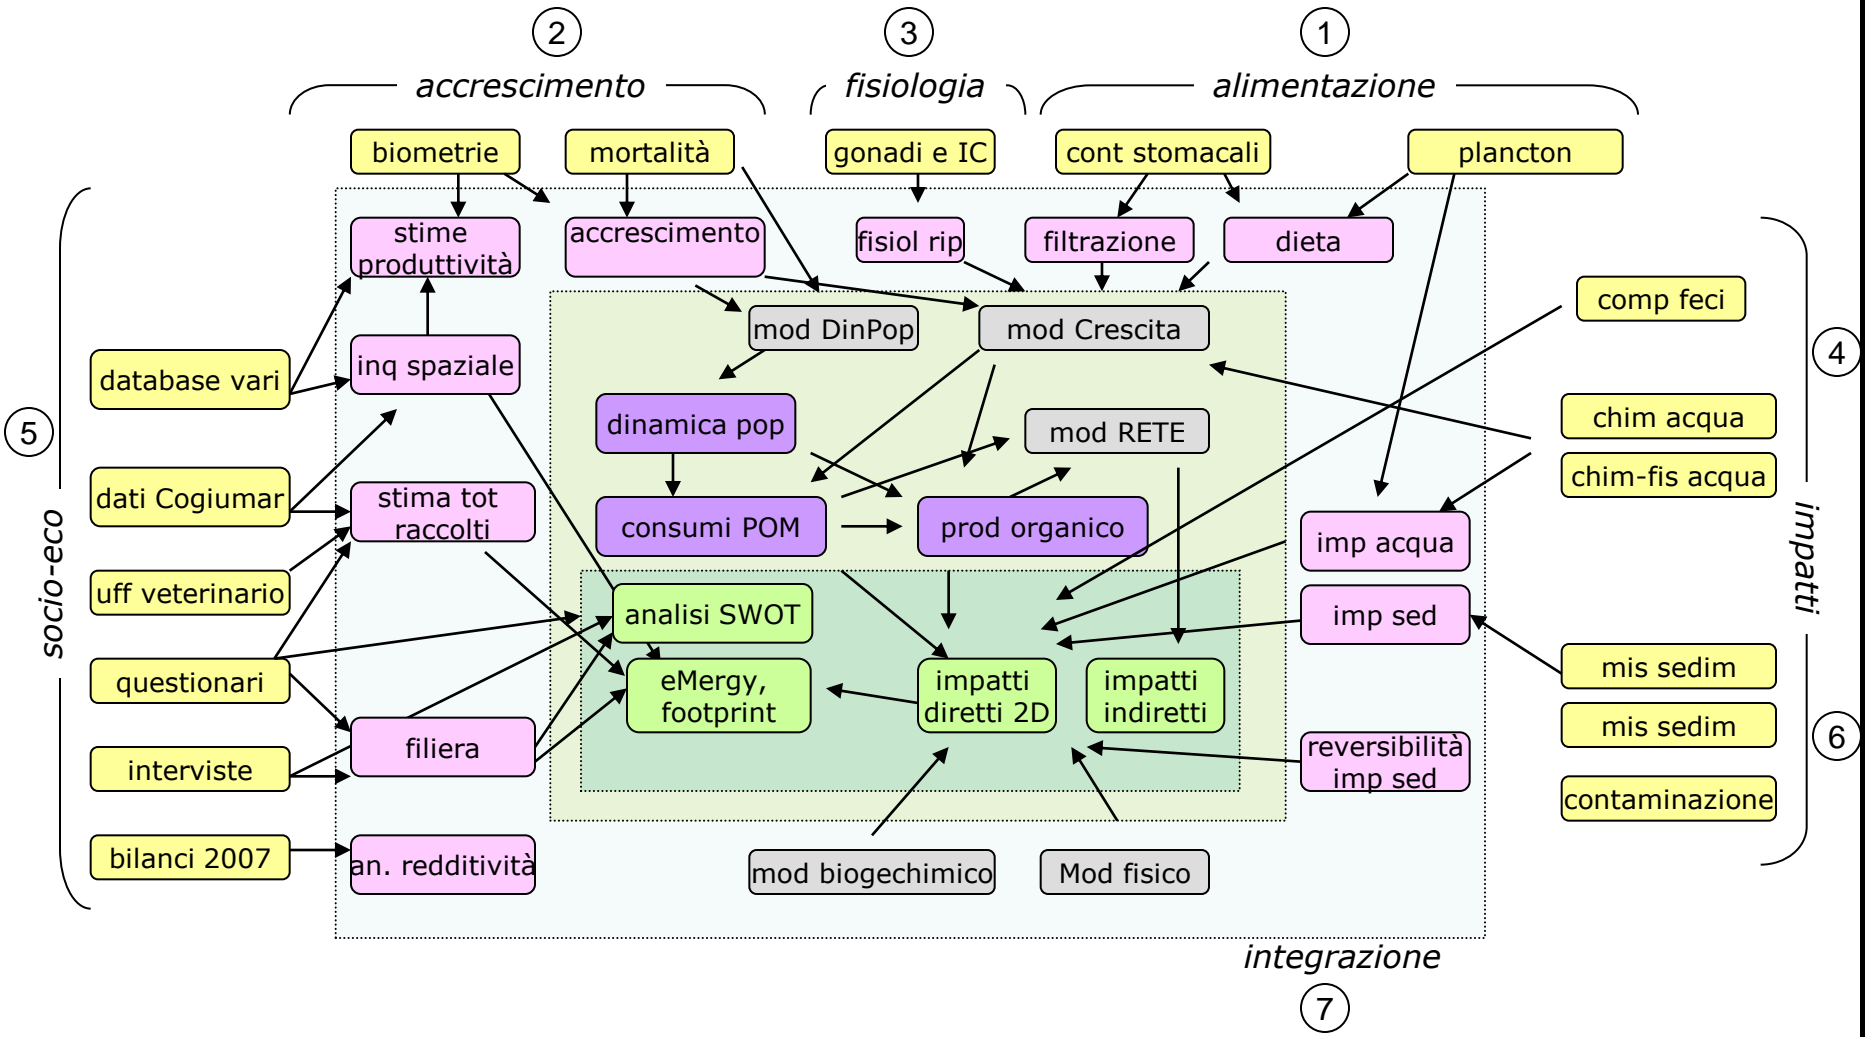 2
3
1
accrescimento
fisiologia
alimentazione
biometrie
mortalità
gonadi e IC
cont stomacali
plancton
stime
produttività
accrescimento
fisiol rip
filtrazione
dieta
comp feci
mod DinPop
mod Crescita
4
inq spaziale
database vari
chim acqua
5
dinamica pop
mod RETE
chim-fis acqua
dati Cogiumar
stima tot
raccolti
consumi POM
prod organico
imp acqua
socio-eco
impatti
uff veterinario
analisi SWOT
imp sed
questionari
eMergy,
footprint
impatti
diretti 2D
impatti
indiretti
mis sedim
mis sedim
6
filiera
reversibilità
imp sed
interviste
contaminazione
bilanci 2007
an. redditività
mod biogechimico
Mod fisico
integrazione
7